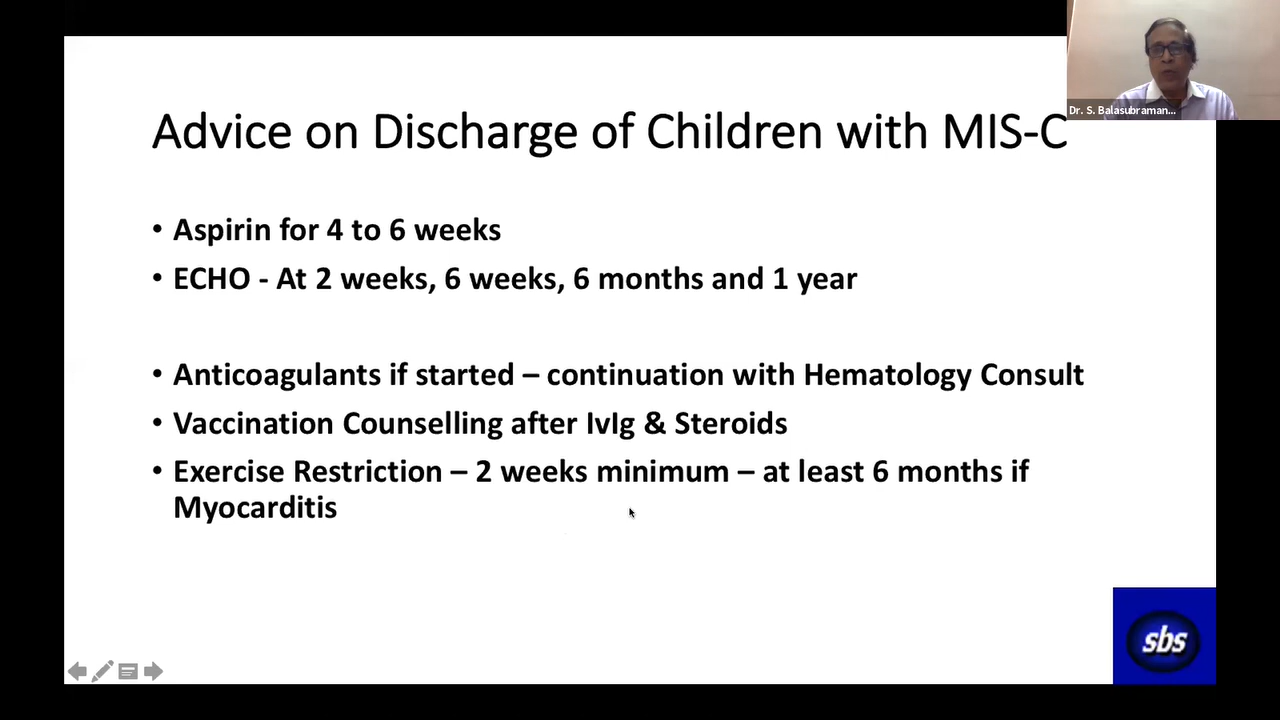 Dr. S. Balasubraman...
Advice on Discharge of Children with MIS-C
• Aspirin for 4 to 6 weeks
• ECHO - At 2 weeks, 6 weeks, 6 months and 1 year
• Anticoagulants if started – continuation with Hematology Consult
• Vaccination Counselling after IvIg & Steroids
• Exercise Restriction – 2 weeks minimum – at least 6 months if
Myocarditis
sbs